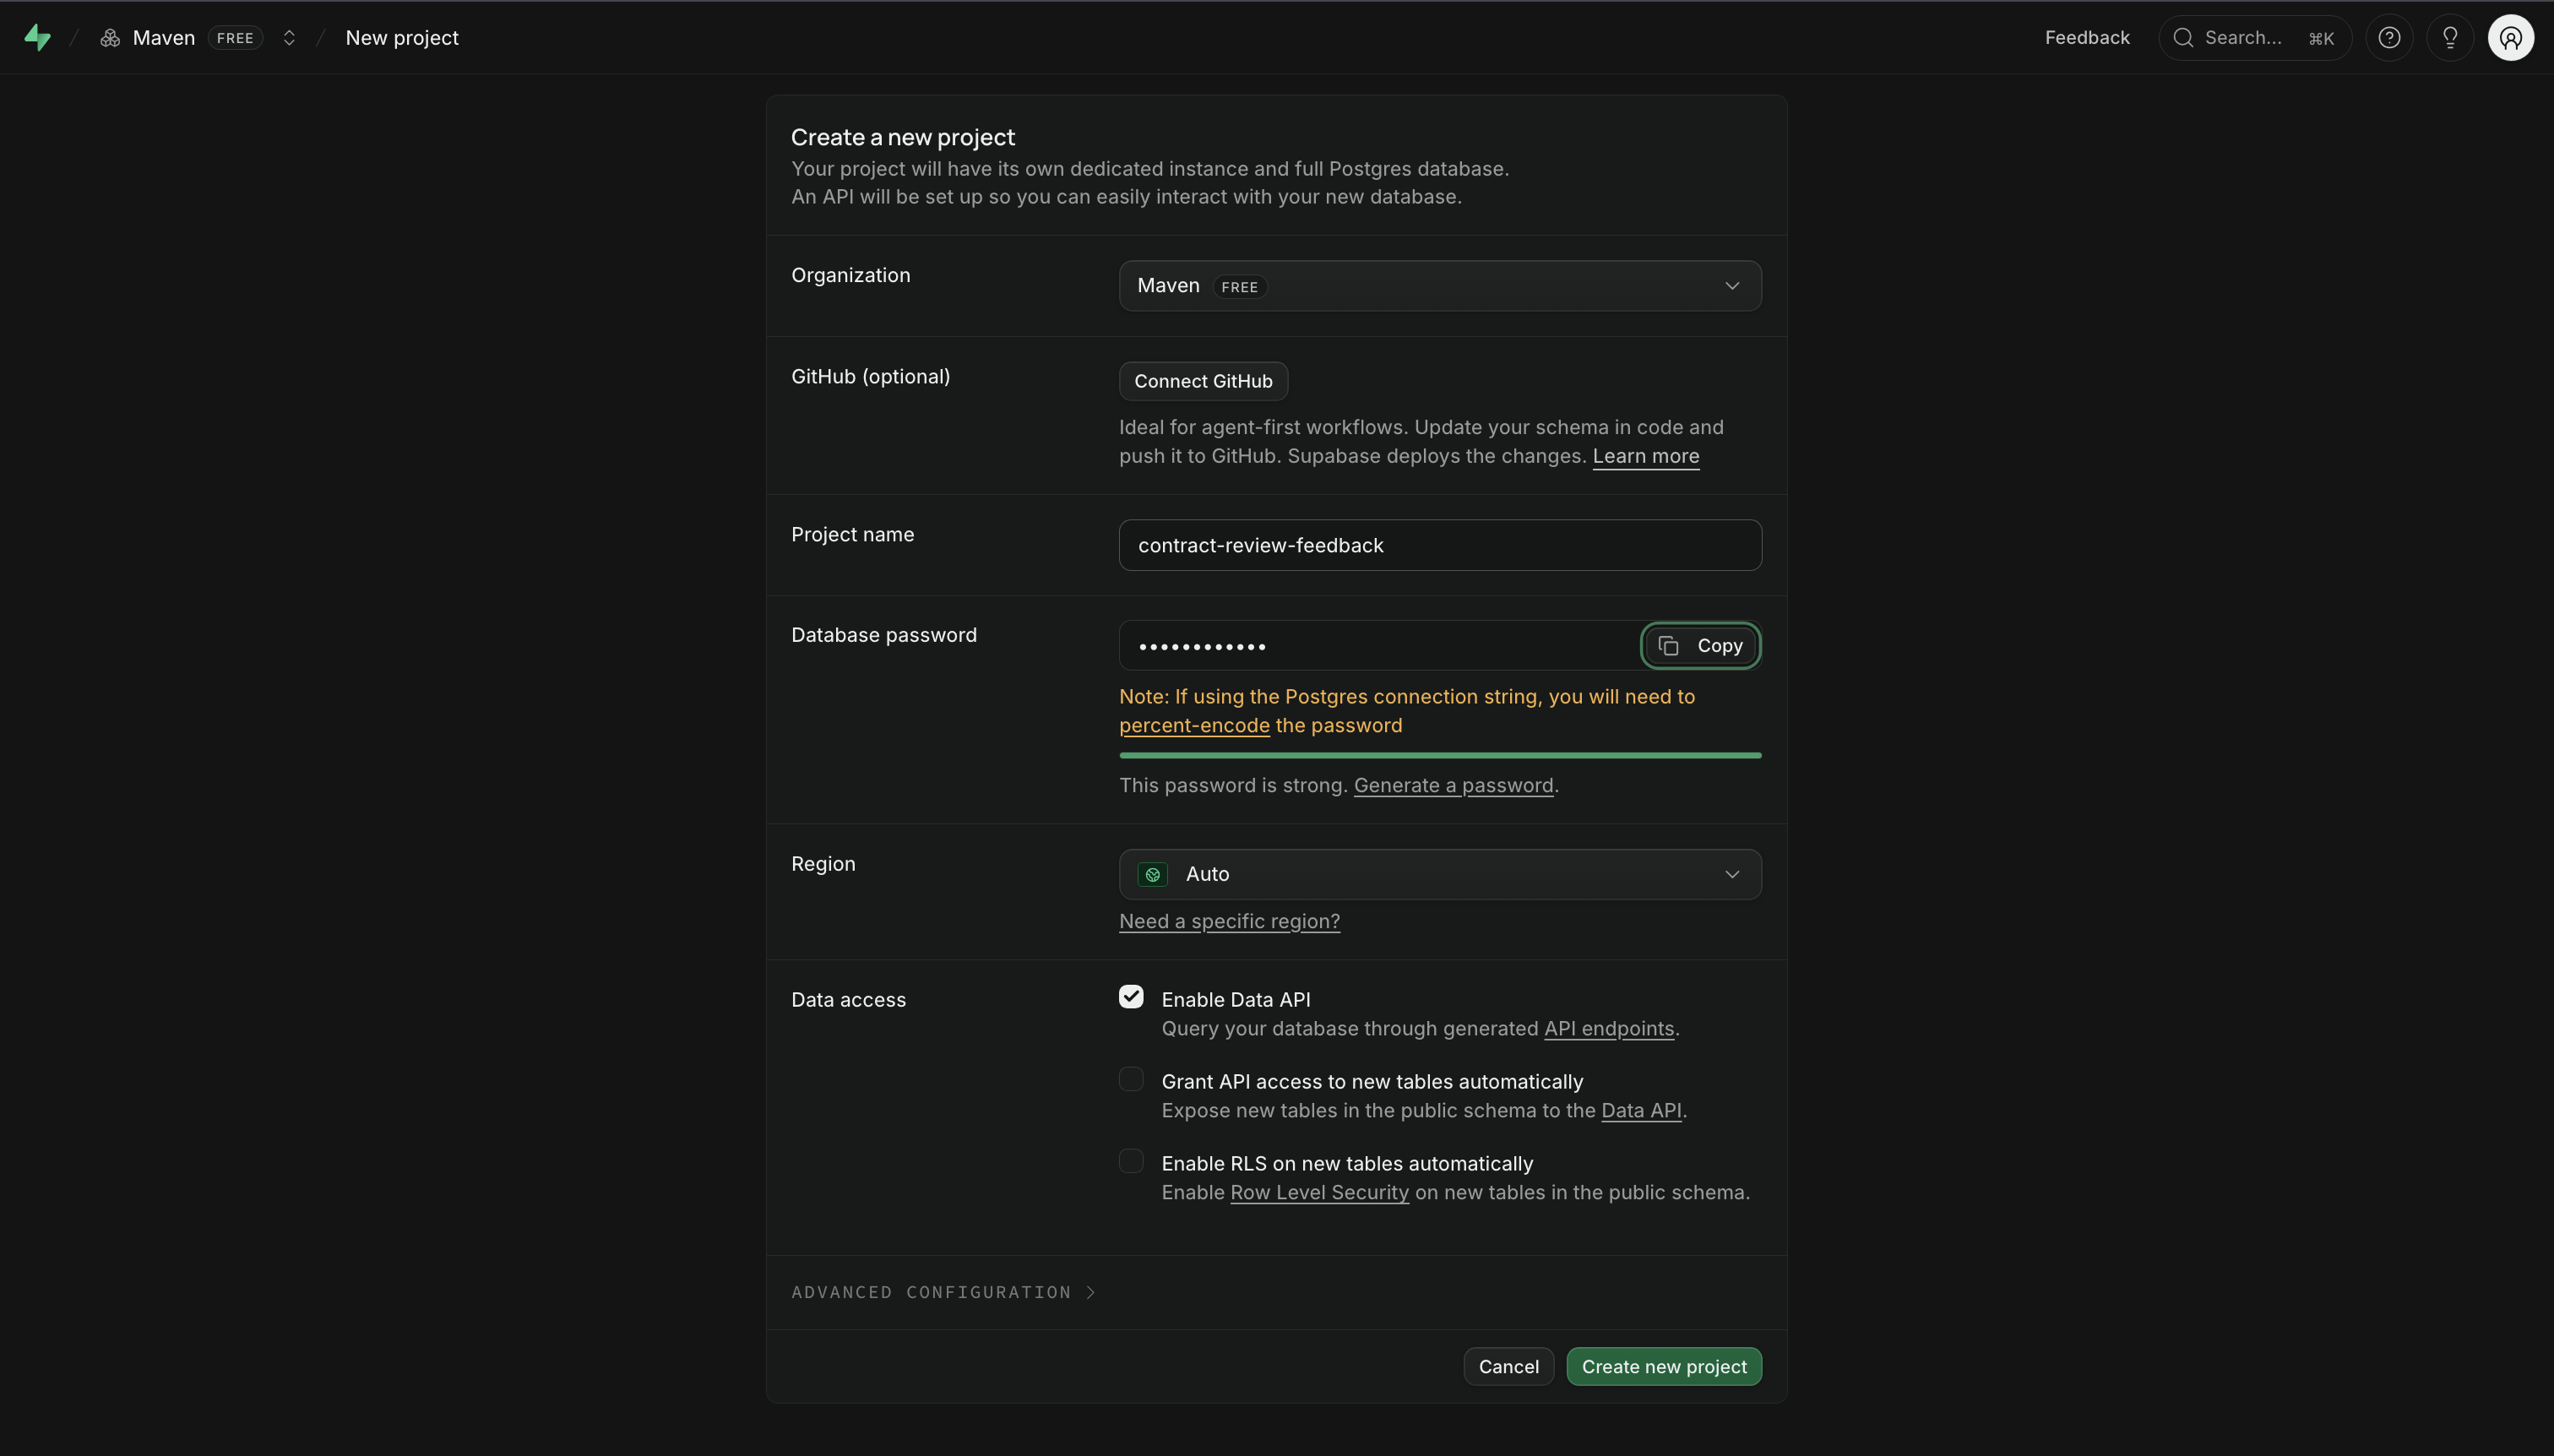 Maven FREE
New project
Feedback
Search... ⌘K
Create a new project
Your project will have its own dedicated instance and full Postgres database.
An API will be set up so you can easily interact with your new database.
Organization
Maven FREE
GitHub (optional)
Connect GitHub
Ideal for agent-first workflows. Update your schema in code and
push it to GitHub. Supabase deploys the changes. Learn more
Project name
contract-review-feedback
Database password
••••••••••••
Copy
Note: If using the Postgres connection string, you will need to
percent-encode the password
This password is strong. Generate a password.
Region
Auto
Need a specific region?
Data access
Enable Data API
Query your database through generated API endpoints.
Grant API access to new tables automatically
Expose new tables in the public schema to the Data API.
Enable RLS on new tables automatically
Enable Row Level Security on new tables in the public schema.
ADVANCED CONFIGURATION
Cancel
Create new project